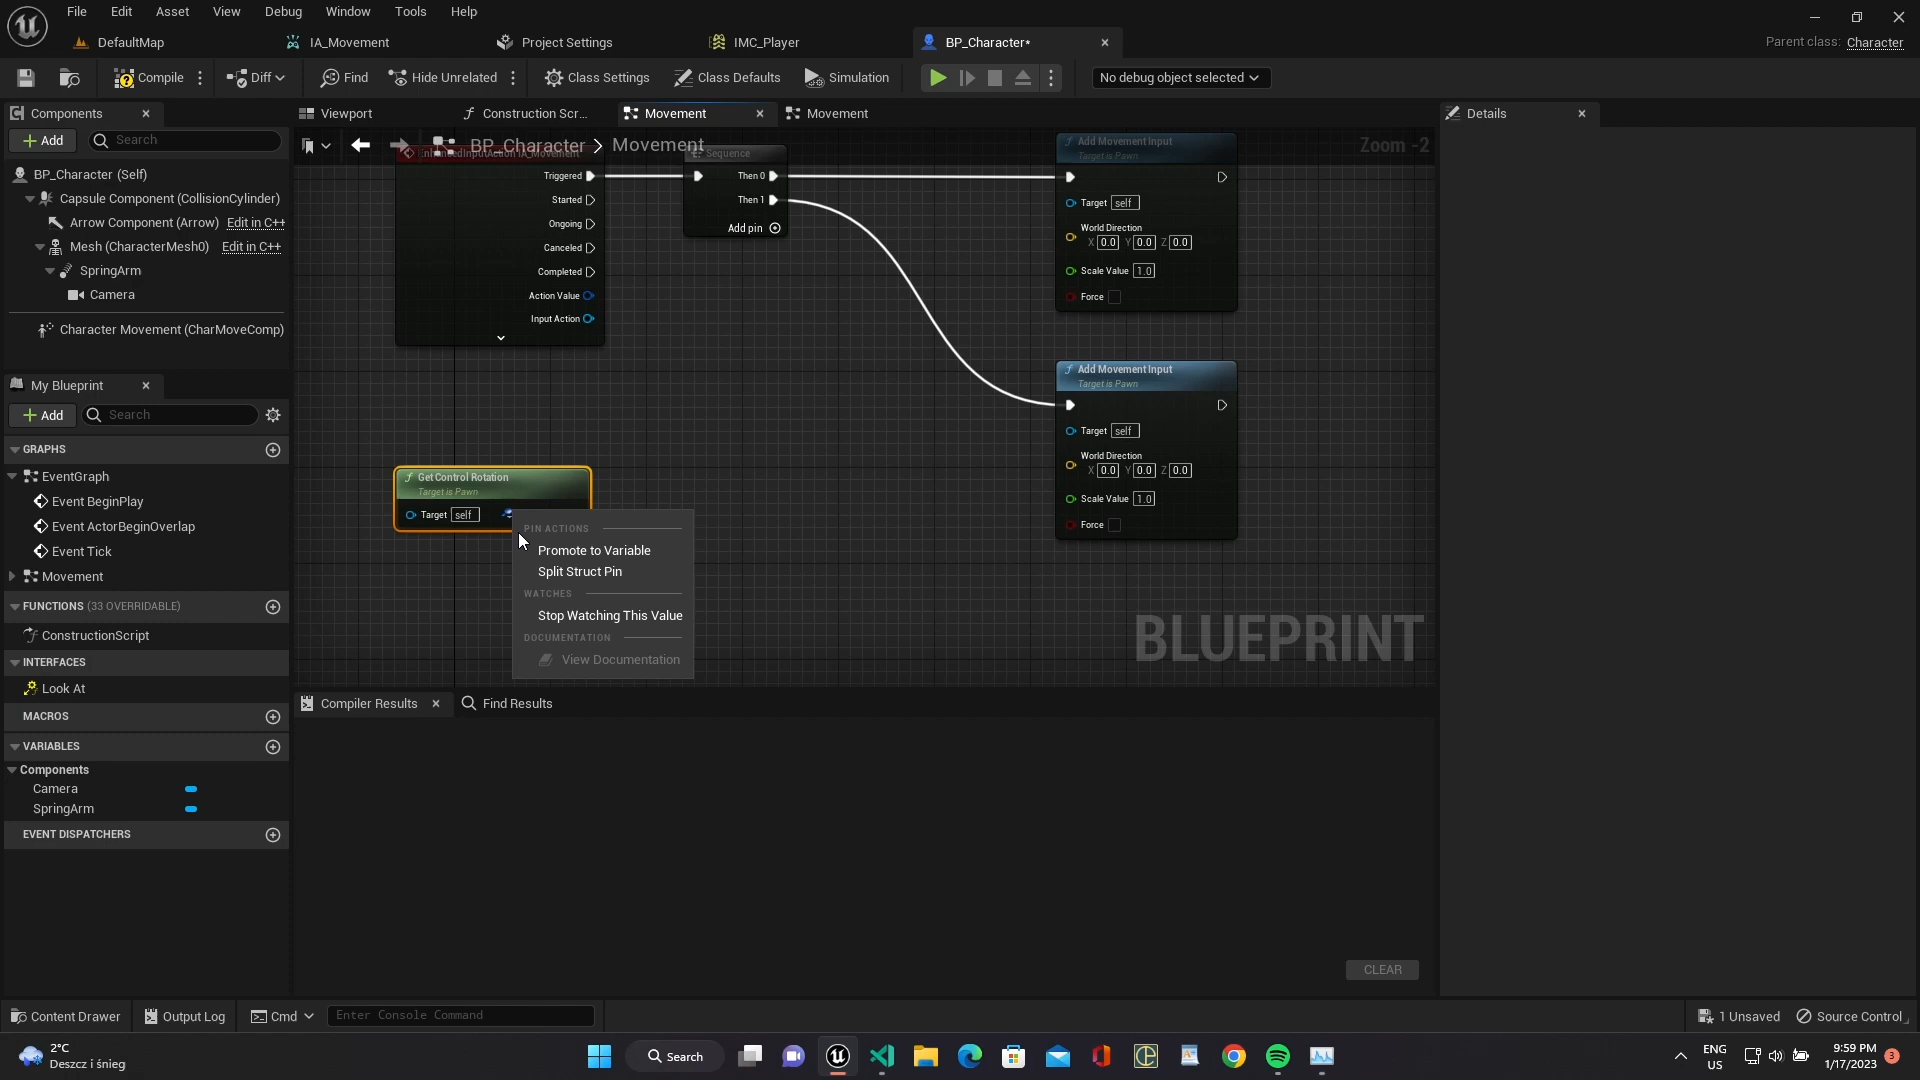 File Edit Asset View Debug Window Tools Help
DefaultMap IA_Movement Project Settings IMC_Player BP_Character* Parent class: Character
Compile Diff Find Hide Unrelated Class Settings Class Defaults Simulation No debug object selected
Components Viewport Construction Scr... Movement Movement Details
Add Search BP_Character > Movement Zoom -2
BP_Character (Self)
Capsule Component (CollisionCylinder)
Arrow Component (Arrow) Edit in C++
Mesh (CharacterMesh0) Edit in C++
SpringArm
Camera
Character Movement (CharMoveComp)
My Blueprint
Add Search
GRAPHS
EventGraph
Event BeginPlay
Event ActorBeginOverlap
Event Tick
Movement
FUNCTIONS (33 OVERRIDABLE)
ConstructionScript
INTERFACES
Look At
MACROS
VARIABLES
Components
Camera
SpringArm
EVENT DISPATCHERS
EnhancedInputAction IA_Movement
Triggered
Started
Ongoing
Canceled
Completed
Action Value
Input Action
Sequence
Then 0
Then 1
Add pin
Add Movement Input
Target is Pawn
Target self
World Direction
X 0.0 Y 0.0 Z 0.0
Scale Value 1.0
Force
Add Movement Input
Target is Pawn
Target self
World Direction
X 0.0 Y 0.0 Z 0.0
Scale Value 1.0
Force
Get Control Rotation
Target is Pawn
Target self
PIN ACTIONS
Promote to Variable
Split Struct Pin
WATCHES
Stop Watching This Value
DOCUMENTATION
View Documentation
BLUEPRINT
Compiler Results Find Results
CLEAR
Content Drawer Output Log Cmd Enter Console Command 1 Unsaved Source Control
2°C
Deszcz i śnieg
Search
ENG
US
9:59 PM
1/17/2023
3